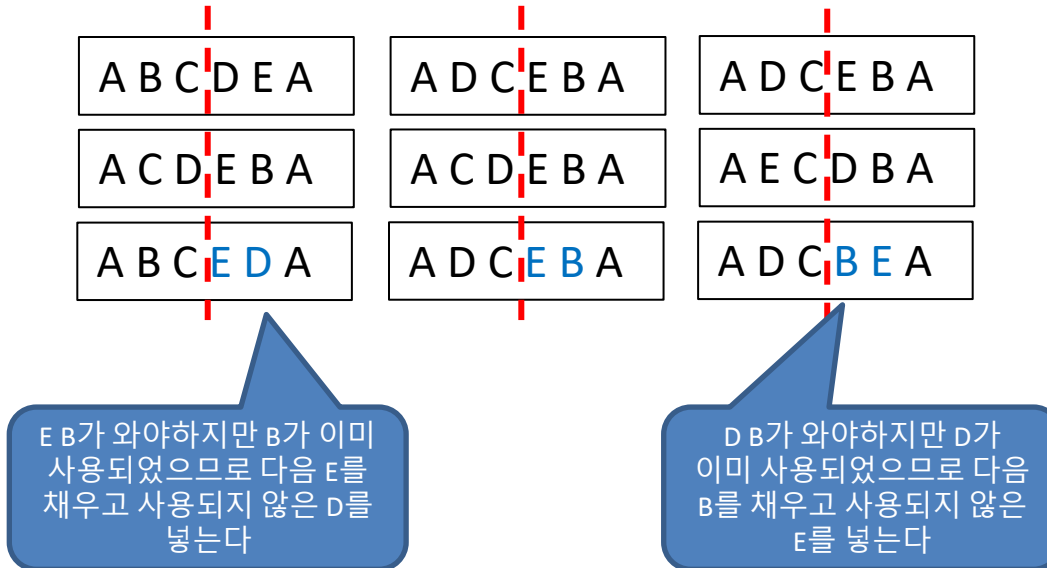 A B C D E A
A D C E B A
A D C E B A
A C D E B A
A C D E B A
A E C D B A
A B C E D A
A D C E B A
A D C B E A
E B가 와야하지만 B가 이미
사용되었으므로 다음 E를
채우고 사용되지 않은 D를
넣는다
D B가 와야하지만 D가
이미 사용되었으므로 다음
B를 채우고 사용되지 않은
E를 넣는다